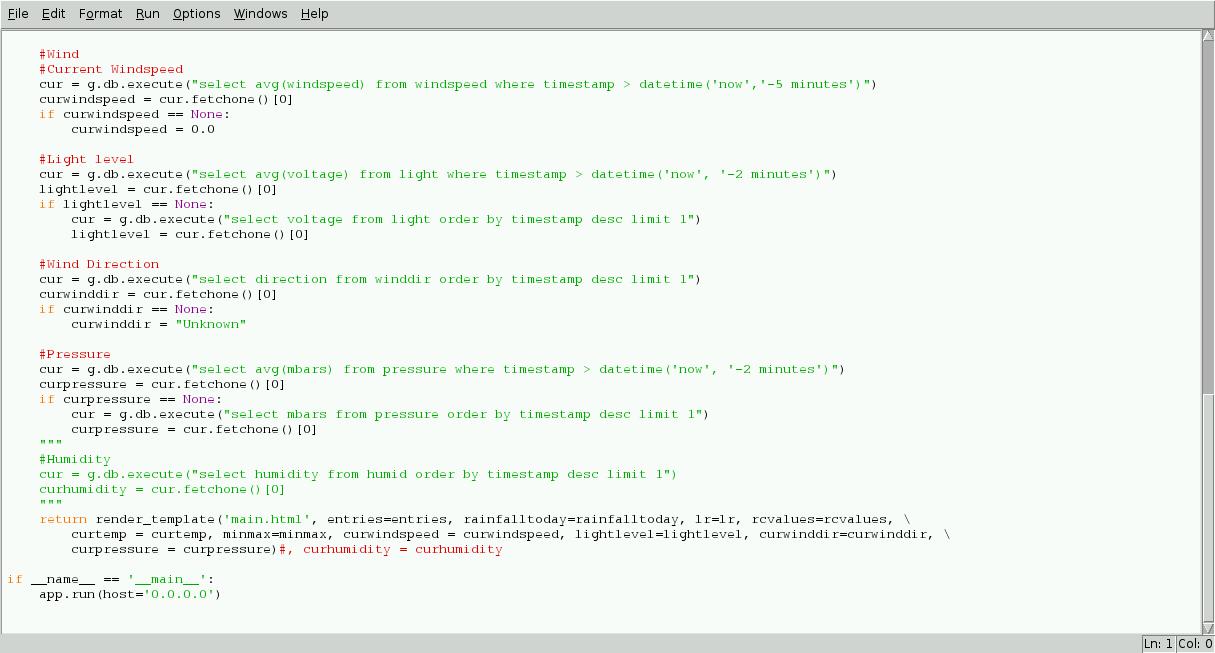 File Edit Format Run Options Windows Help
#Wind
#Current Windspeed
cur = g.db.execute("select avg(windspeed) from windspeed where timestamp > datetime('now','-5 minutes')")
curwindspeed = cur.fetchone()[0]
if curwindspeed == None:
curwindspeed = 0.0
#Light level
cur = g.db.execute("select avg(voltage) from light where timestamp > datetime('now', '-2 minutes')")
lightlevel = cur.fetchone()[0]
if lightlevel == None:
cur = g.db.execute("select voltage from light order by timestamp desc limit 1")
lightlevel = cur.fetchone()[0]
#Wind Direction
cur = g.db.execute("select direction from winddir order by timestamp desc limit 1")
curwinddir = cur.fetchone()[0]
if curwinddir == None:
curwinddir = "Unknown"
#Pressure
cur = g.db.execute("select avg(mbars) from pressure where timestamp > datetime('now', '-2 minutes')")
curpressure = cur.fetchone()[0]
if curpressure == None:
cur = g.db.execute("select mbars from pressure order by timestamp desc limit 1")
curpressure = cur.fetchone()[0]
"""
#Humidity
cur = g.db.execute("select humidity from humid order by timestamp desc limit 1")
curhumidity = cur.fetchone()[0]
"""
return render_template('main.html', entries=entries, rainfalltoday=rainfalltoday, lr=lr, rcvalues=rcvalues, \
curtemp = curtemp, minmax=minmax, curwindspeed = curwindspeed, lightlevel=lightlevel, curwinddir=curwinddir, \
curpressure = curpressure)#, curhumidity = curhumidity
if __name__ == '__main__':
app.run(host='0.0.0.0')
Ln: 1 Col: 0